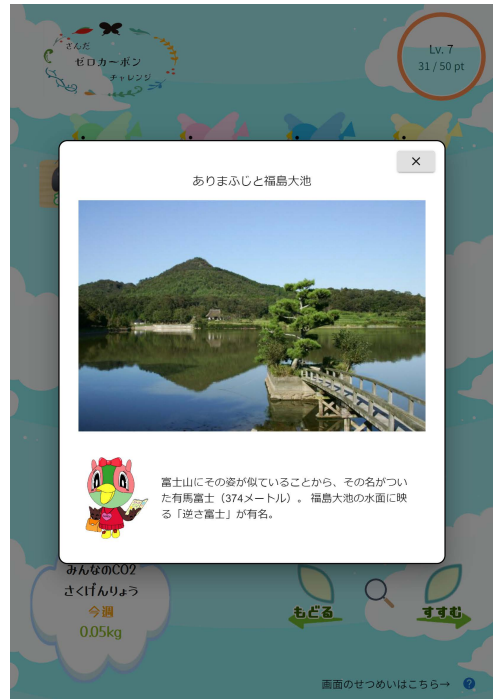 さんだ
ゼロカーボン
チャレンジ
Lv. 7
31 / 50 pt
×
ありまふじと福島大池
富士山にその姿が似ていることから、その名がつい
た有馬富士（374メートル）。 福島大池の水面に映
る「逆さ富士」が有名。
みんなのCO2
さくげんりょう
今週
0.05kg
もどる
すすむ
画面のせつめいはこちら→
?